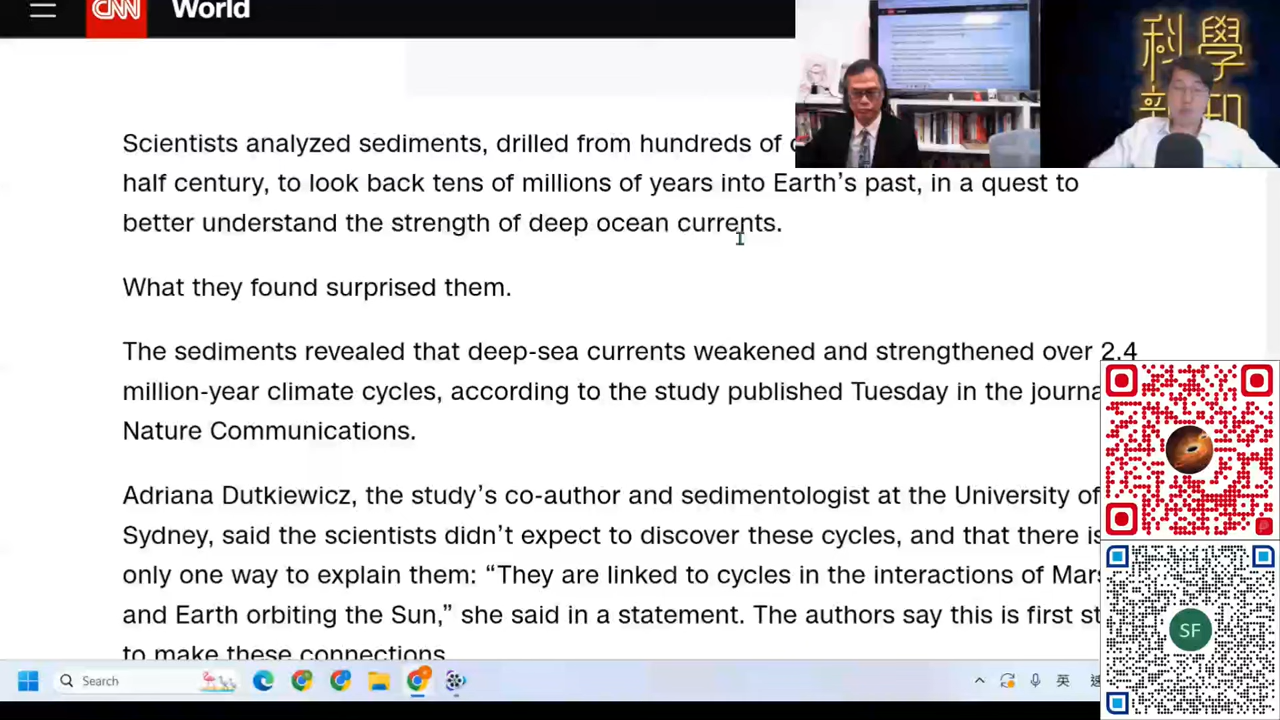 CNN World
科學
新知
Scientists analyzed sediments, drilled from hundreds of
half century, to look back tens of millions of years into Earth's past, in a quest to
better understand the strength of deep ocean currents.
What they found surprised them.
The sediments revealed that deep-sea currents weakened and strengthened over 2.4
million-year climate cycles, according to the study published Tuesday in the journa
Nature Communications.
Adriana Dutkiewicz, the study's co-author and sedimentologist at the University of
Sydney, said the scientists didn't expect to discover these cycles, and that there is
only one way to explain them: “They are linked to cycles in the interactions of Mars
and Earth orbiting the Sun,” she said in a statement. The authors say this is first st
to make these connections.
SF
Search
英